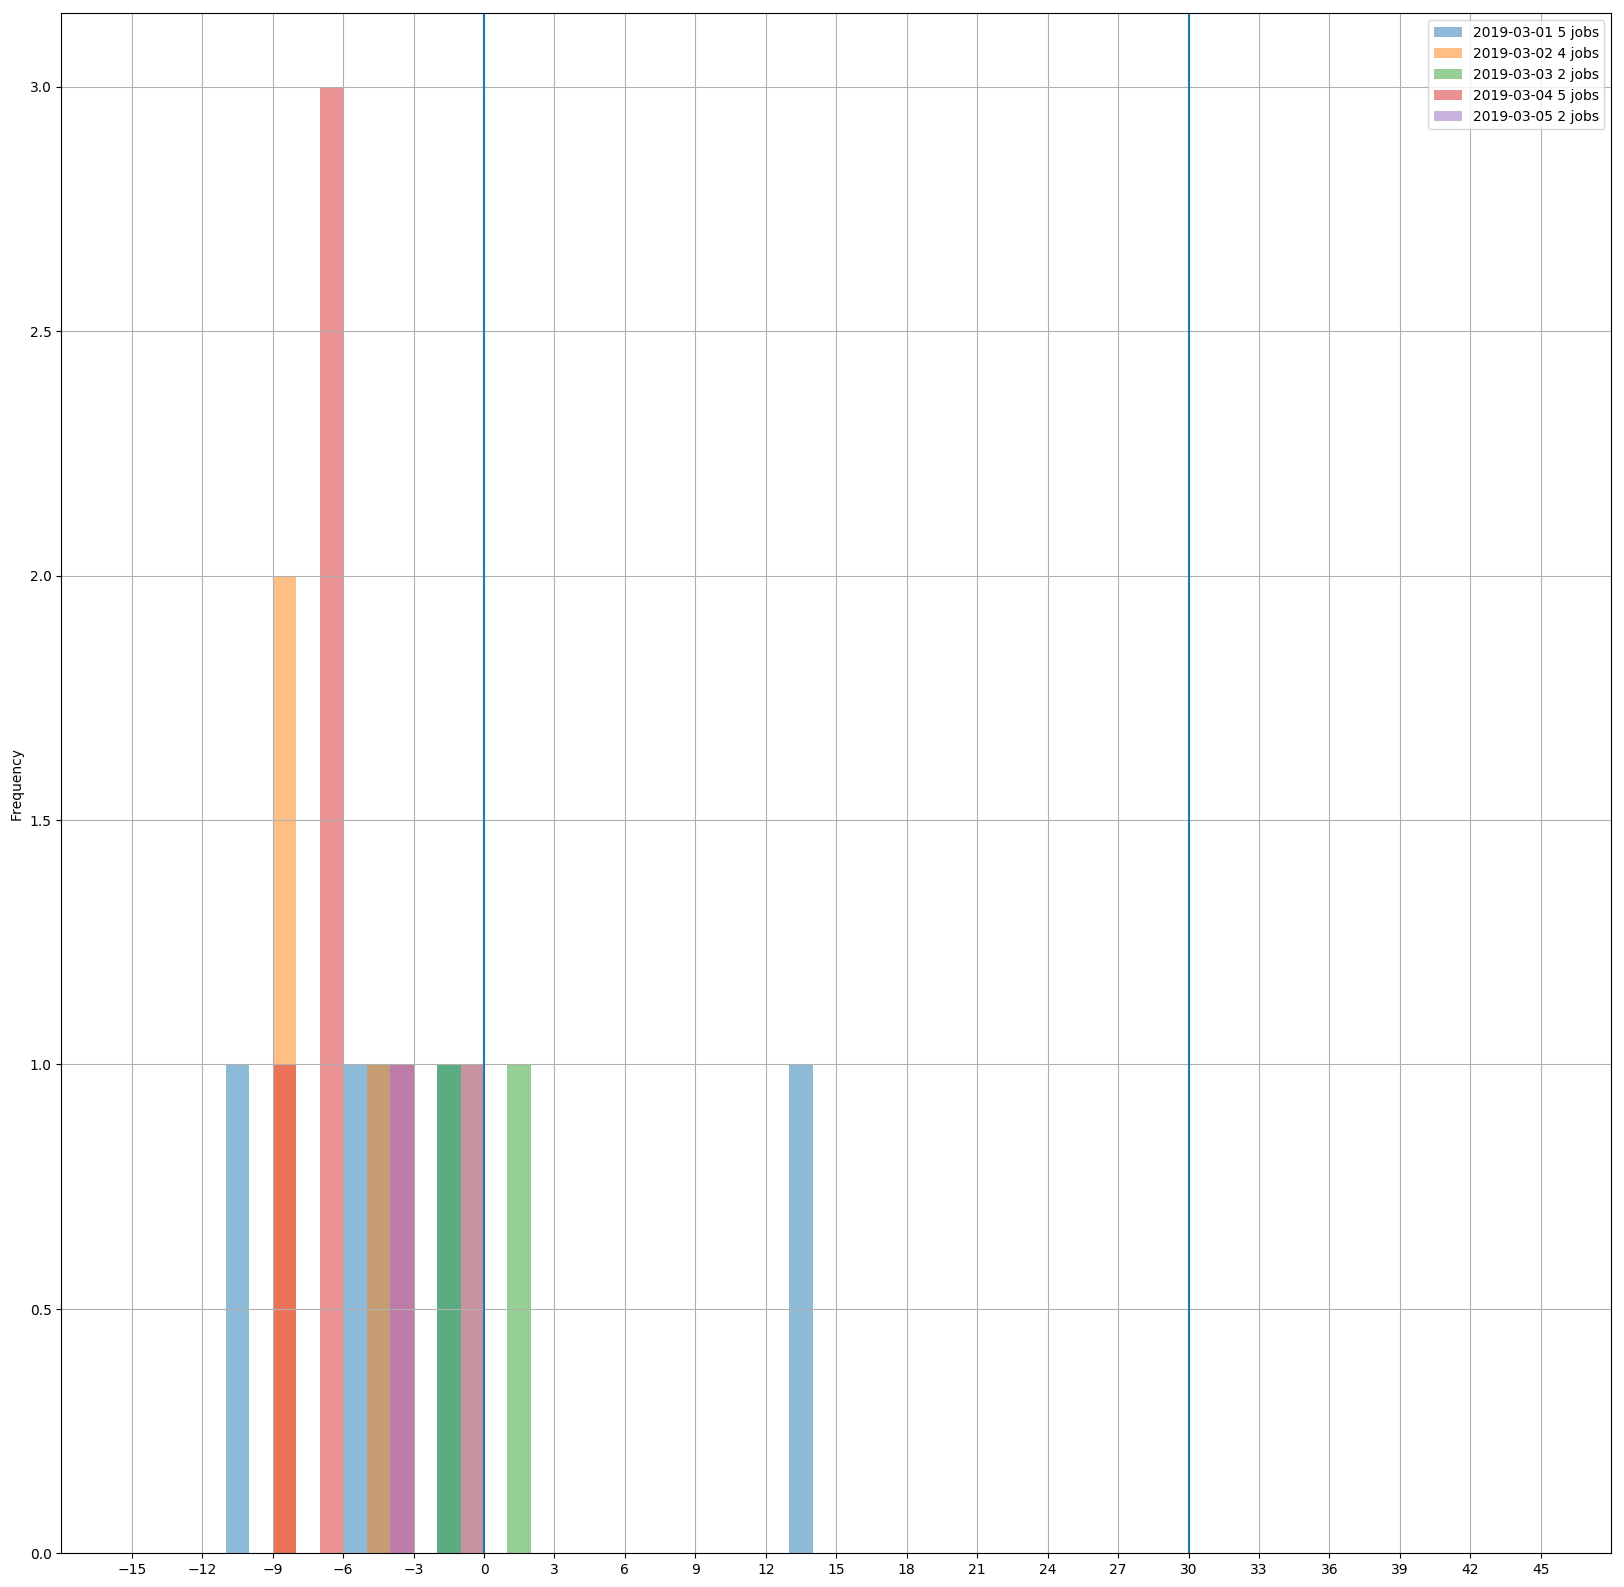 2019-03-01 5 jobs
2019-03-02 4 jobs
2019-03-03 2 jobs
2019-03-04 5 jobs
2019-03-05 2 jobs
3.0
2.5
2.0
1.5
1.0
0.5
0.0
Frequency
−15 −12 −9 −6 −3 0 3 6 9 12 15 18 21 24 27 30 33 36 39 42 45